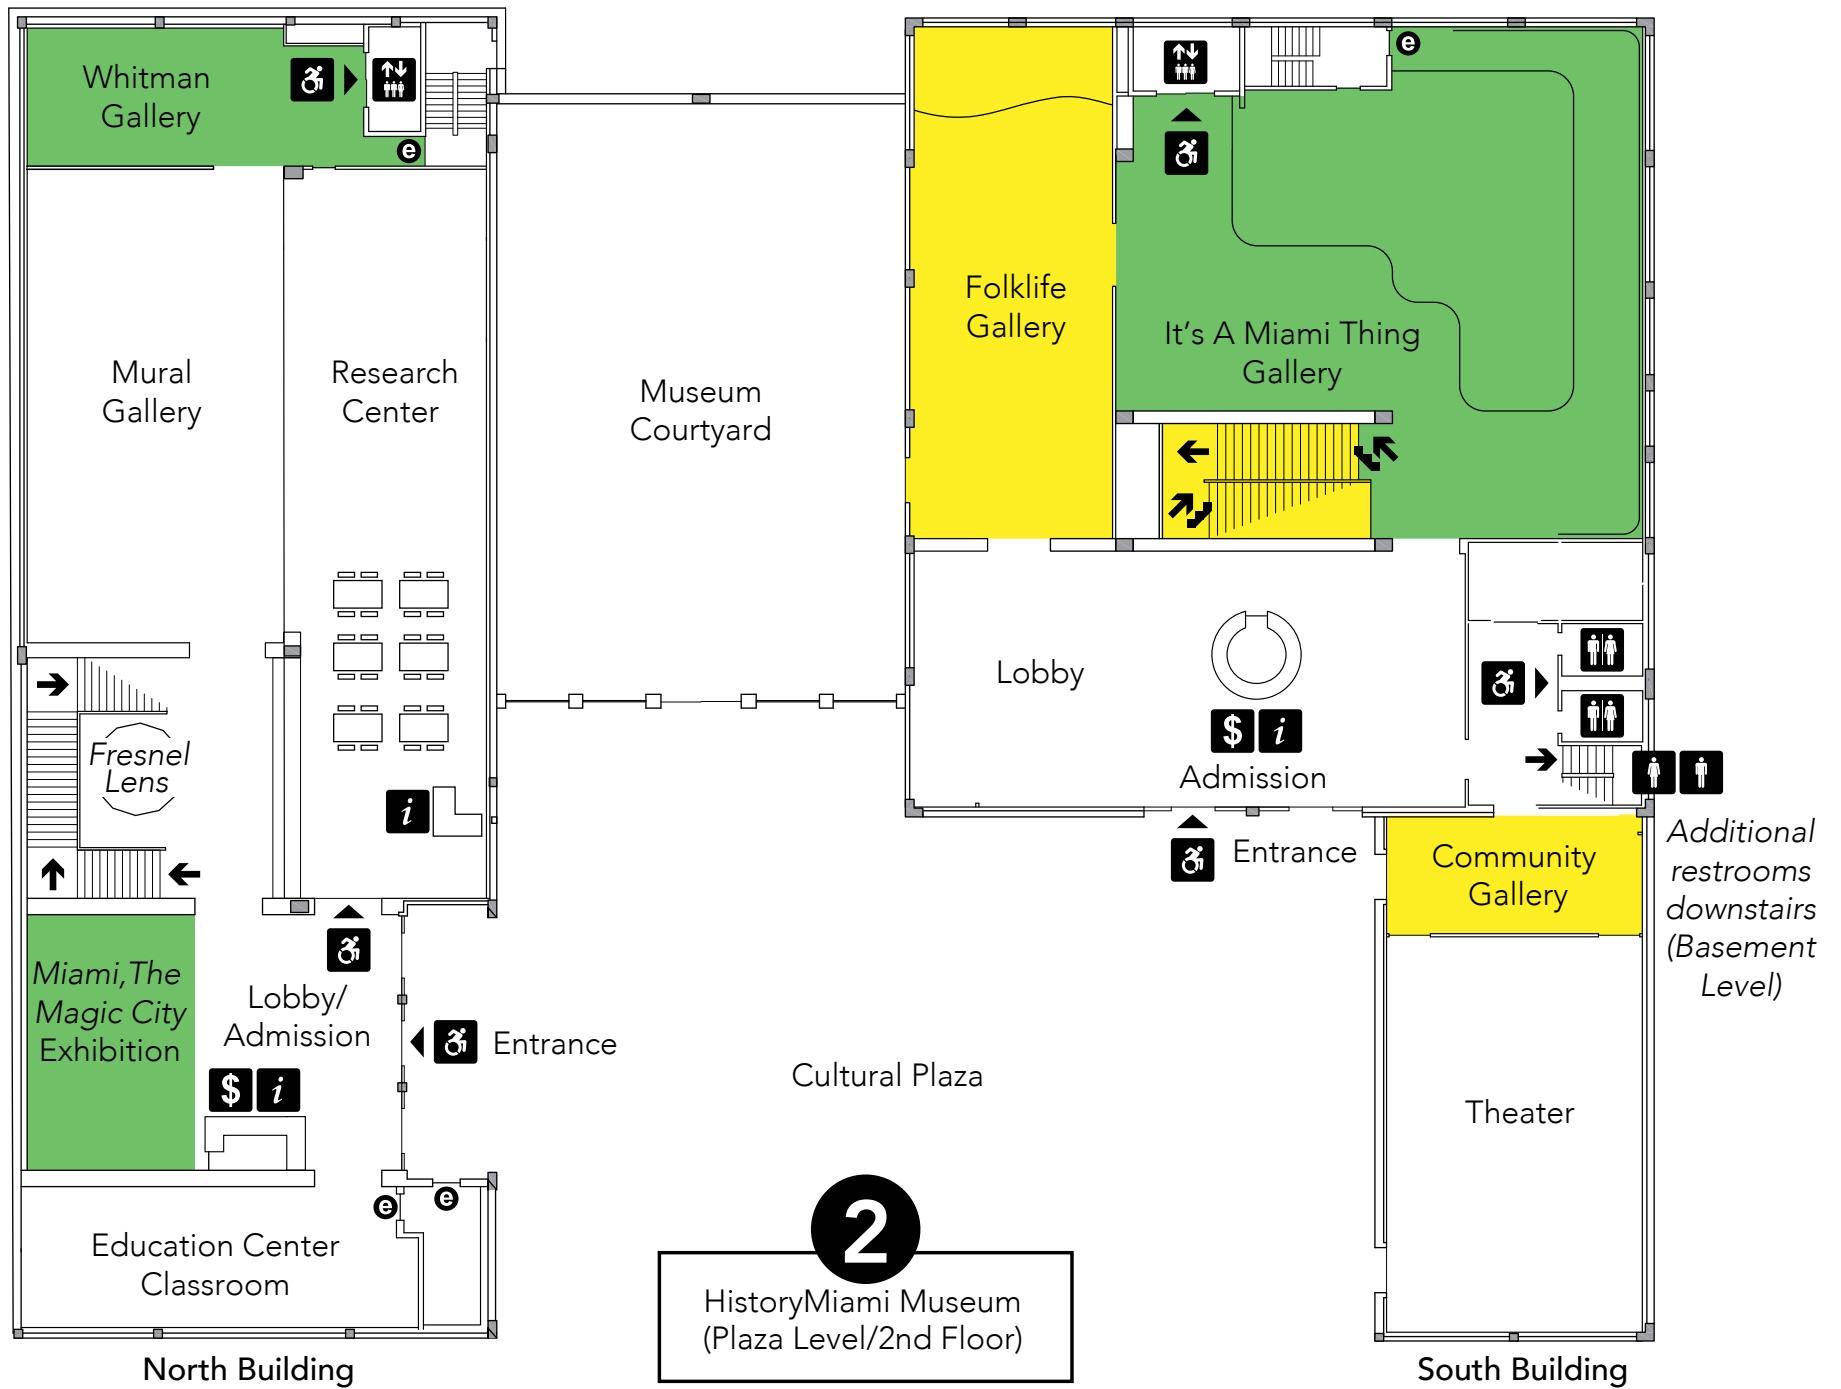 Whitman
Gallery
e
Mural
Gallery
Research
Center
Museum
Courtyard
Folklife
Gallery
e
It's A Miami Thing
Gallery
Fresnel
Lens
i
Lobby
$ i
Admission
Entrance
Community
Gallery
Additional
restrooms
downstairs
(Basement
Level)
Miami, The
Magic City
Exhibition
Lobby/
Admission
$ i
Entrance
Cultural Plaza
Theater
e e
Education Center
Classroom
2
HistoryMiami Museum
(Plaza Level/2nd Floor)
North Building
South Building